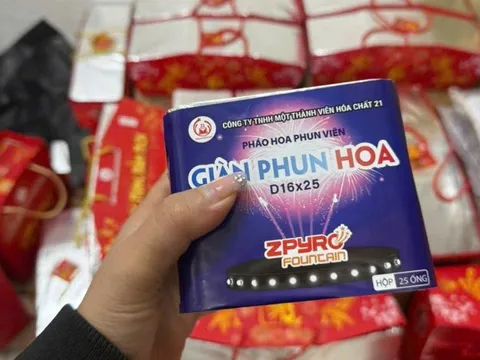 CÔNG TY TNHH MỘT THÀNH VIÊN HÓA CHẤT 21
PHÁO HOA PHUN VIÊN
GIÀN PHUN HOA
D16x25
ZPYRO
FOUNTAIN
HỘP 25 ỐNG